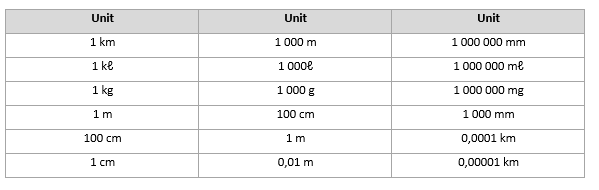 Unit Unit Unit
1 km 1 000 m 1 000 000 mm
1 kℓ 1 000ℓ 1 000 000 mℓ
1 kg 1 000 g 1 000 000 mg
1 m 100 cm 1 000 mm
100 cm 1 m 0,0001 km
1 cm 0,01 m 0,00001 km